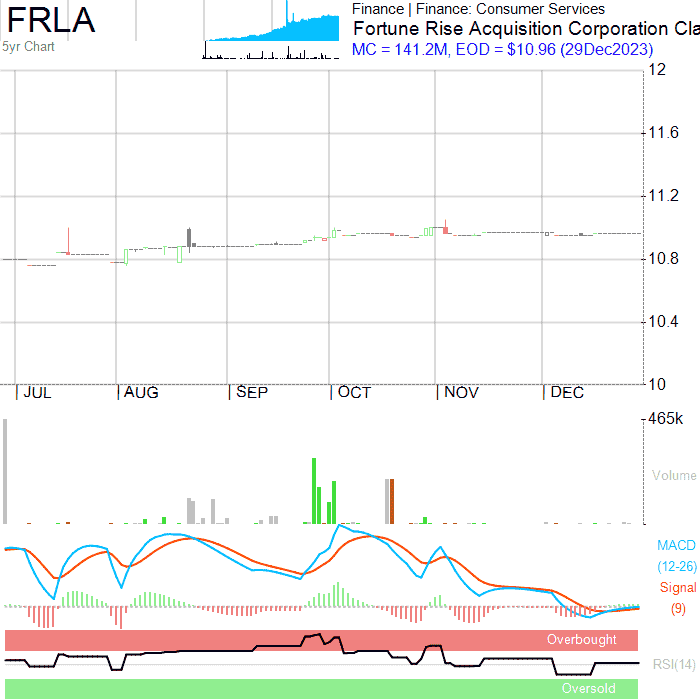 FRLA
5yr Chart
Finance | Finance: Consumer Services
Fortune Rise Acquisition Corporation Cla
MC = 141.2M, EOD = $10.96 (29Dec2023)
12
11.6
11.2
10.8
10.4
10
JUL AUG SEP OCT NOV DEC
465k
Volume
MACD
(12-26)
Signal
(9)
Overbought
RSI(14)
Oversold